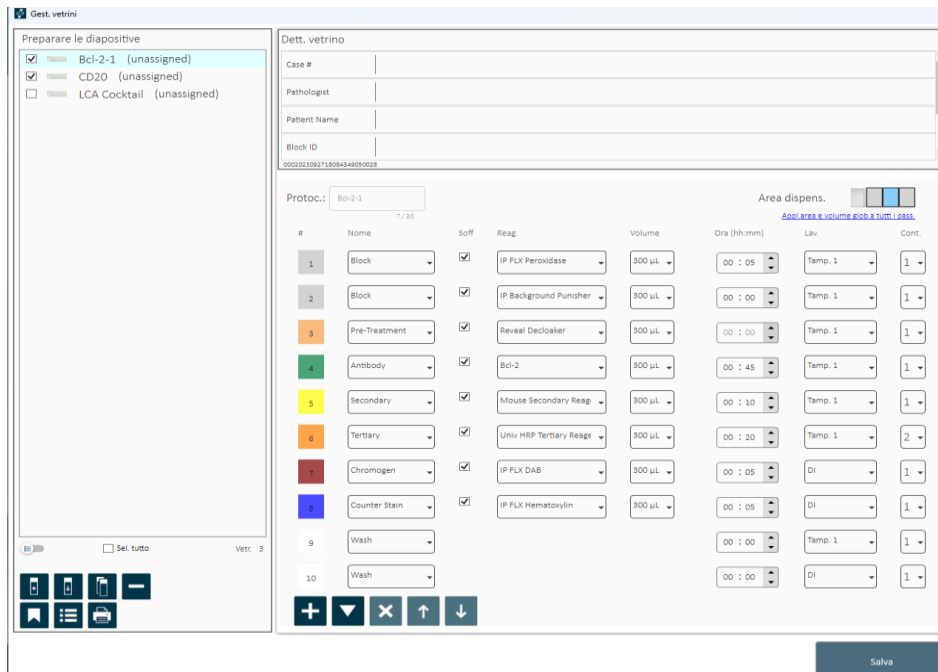 Gest. vetrini
Preparare le diapositive
Bcl-2-1 (unassigned)
CD20 (unassigned)
LCA Cocktail (unassigned)
Sel. tutto Vetr. 3
Dett. vetrino
Case #
Pathologist
Patient Name
Block ID
0002023092718084349050028
Protoc.: Bcl-2-1
7 / 20
Area dispens.
Appl.area e volume glob.a tutti i pass.
# Nome Soff Reag. Volume Ora (hh:mm) Lav. Cont.
1 Block IP FLX Peroxidase 300 µL 00 : 05 Tamp. 1 1
2 Block IP Background Punisher 300 µL 00 : 00 Tamp. 1 1
3 Pre-Treatment Reveal Decloaker 300 µL 00 : 00 Tamp. 1 1
4 Antibody Bcl-2 300 µL 00 : 45 Tamp. 1 1
5 Secondary Mouse Secondary Reag 300 µL 00 : 10 Tamp. 1 1
6 Tertiary Univ HRP Tertiary Reage 300 µL 00 : 20 Tamp. 1 2
7 Chromogen IP FLX DAB 300 µL 00 : 05 DI 1
8 Counter Stain IP FLX Hematoxylin 300 µL 00 : 05 DI 1
9 Wash 00 : 00 Tamp. 1 1
10 Wash 00 : 00 DI 1
Salva